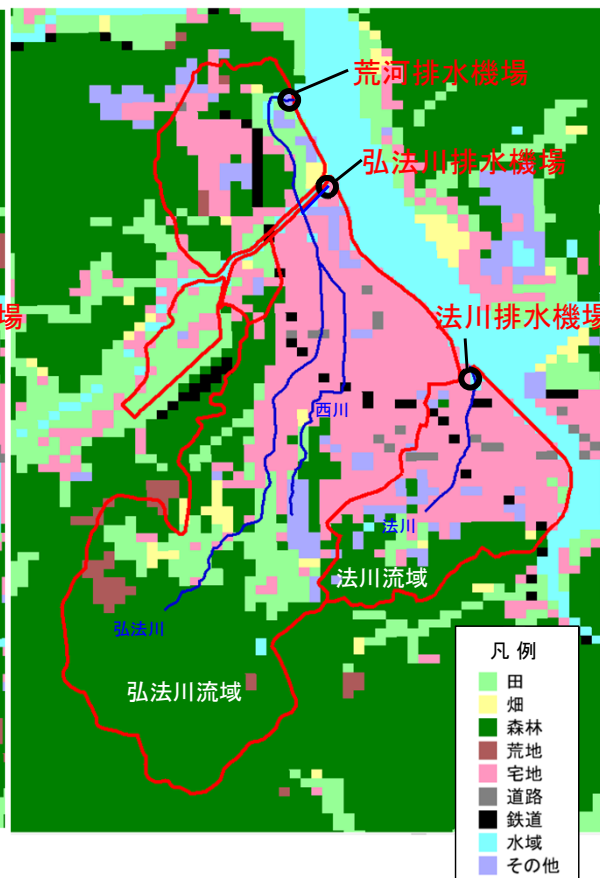 荒河排水機場
弘法川排水機場
場
法川排水機場
西川
法川
法川流域
弘法川
弘法川流域
凡例
田
畑
森林
荒地
宅地
道路
鉄道
水域
その他